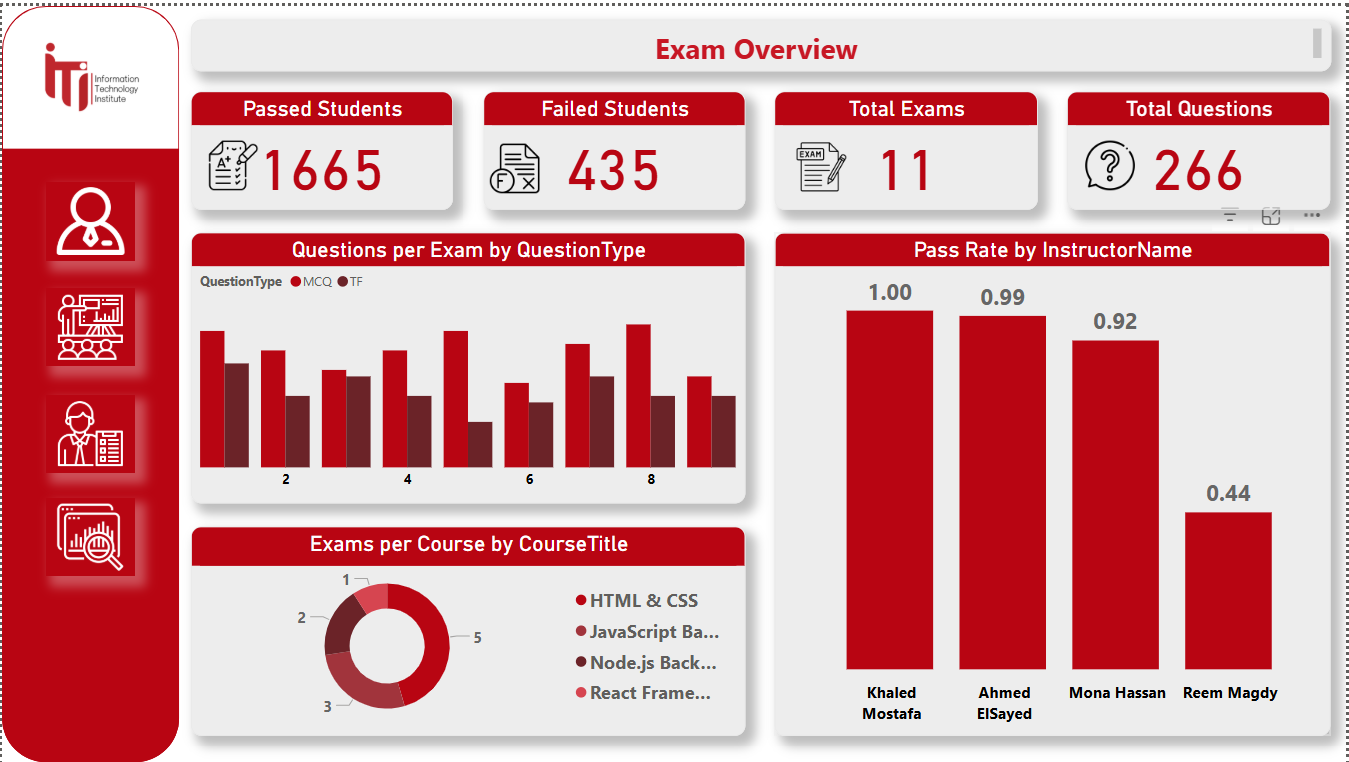 Information
Technology
Institute
Exam Overview
Passed Students
A+
1665
Failed Students
F X
435
Total Exams
EXAM
11
Total Questions
?
266
Questions per Exam by QuestionType
QuestionType MCQ TF
2 4 6 8
Pass Rate by InstructorName
1.00
0.99
0.92
0.44
Khaled Mostafa
Ahmed ElSayed
Mona Hassan
Reem Magdy
Exams per Course by CourseTitle
1
2
5
3
HTML & CSS
JavaScript Ba...
Node.js Back...
React Frame...